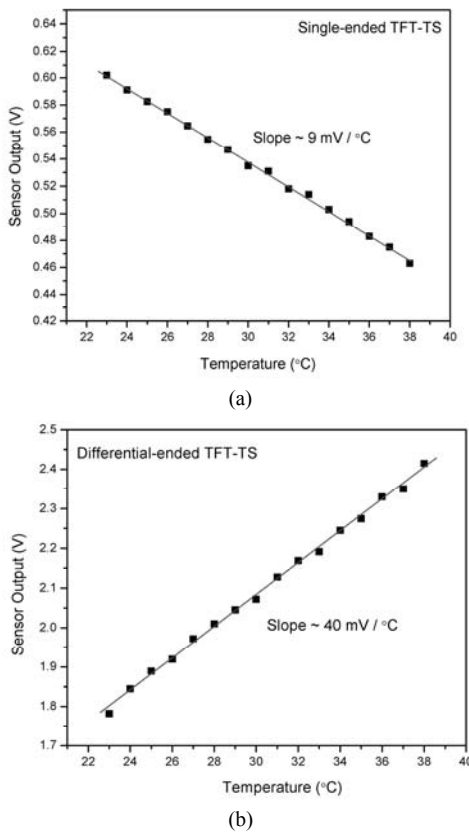 0.64
Single-ended TFT-TS
0.62
0.60
0.58
0.56
0.54
0.52
0.50
0.48
0.46
0.44
0.42
Sensor Output (V)
Slope ~ 9 mV / °C
22 24 26 28 30 32 34 36 38 40
Temperature (°C)
(a)
2.5
Differential-ended TFT-TS
2.4
2.3
2.2
2.1
2.0
1.9
1.8
1.7
Sensor Output (V)
Slope ~ 40 mV / °C
22 24 26 28 30 32 34 36 38 40
Temperature (°C)
(b)